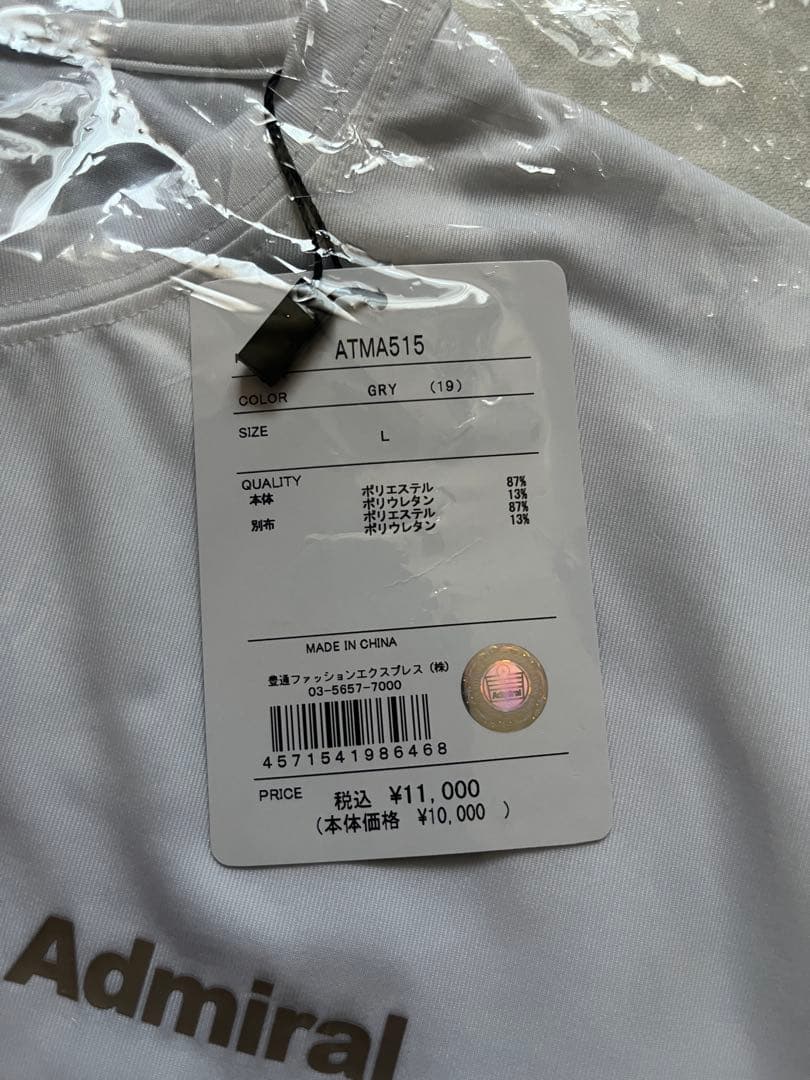 ATMA515
COLOR GRY (19)
SIZE L
QUALITY
本体 ポリエステル 87%
ポリウレタン 13%
別布 ポリエステル 87%
ポリウレタン 13%
MADE IN CHINA
豊通ファッションエクスプレス(株)
03-5657-7000
Admiral
4571541986468
PRICE 税込 ¥11,000
(本体価格 ¥10,000 )
Admiral